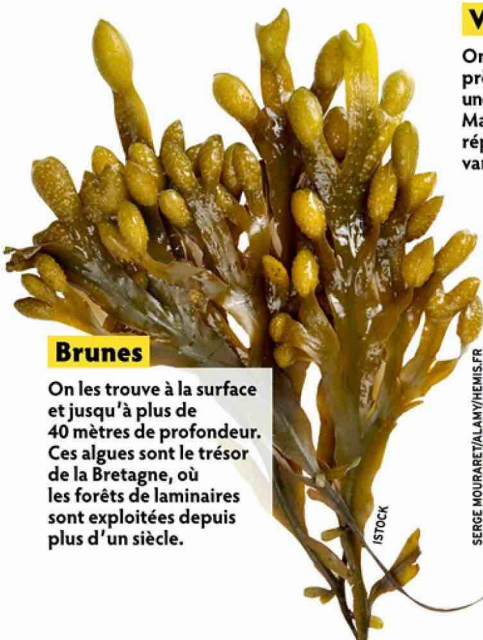 Brunes
On les trouve à la surface
et jusqu'à plus de
40 mètres de profondeur.
Ces algues sont le trésor
de la Bretagne, où
les forêts de laminaires
sont exploitées depuis
plus d'un siècle.
ISTOCK
SERGE MOURARET/ALAMY/HEMIS.FR